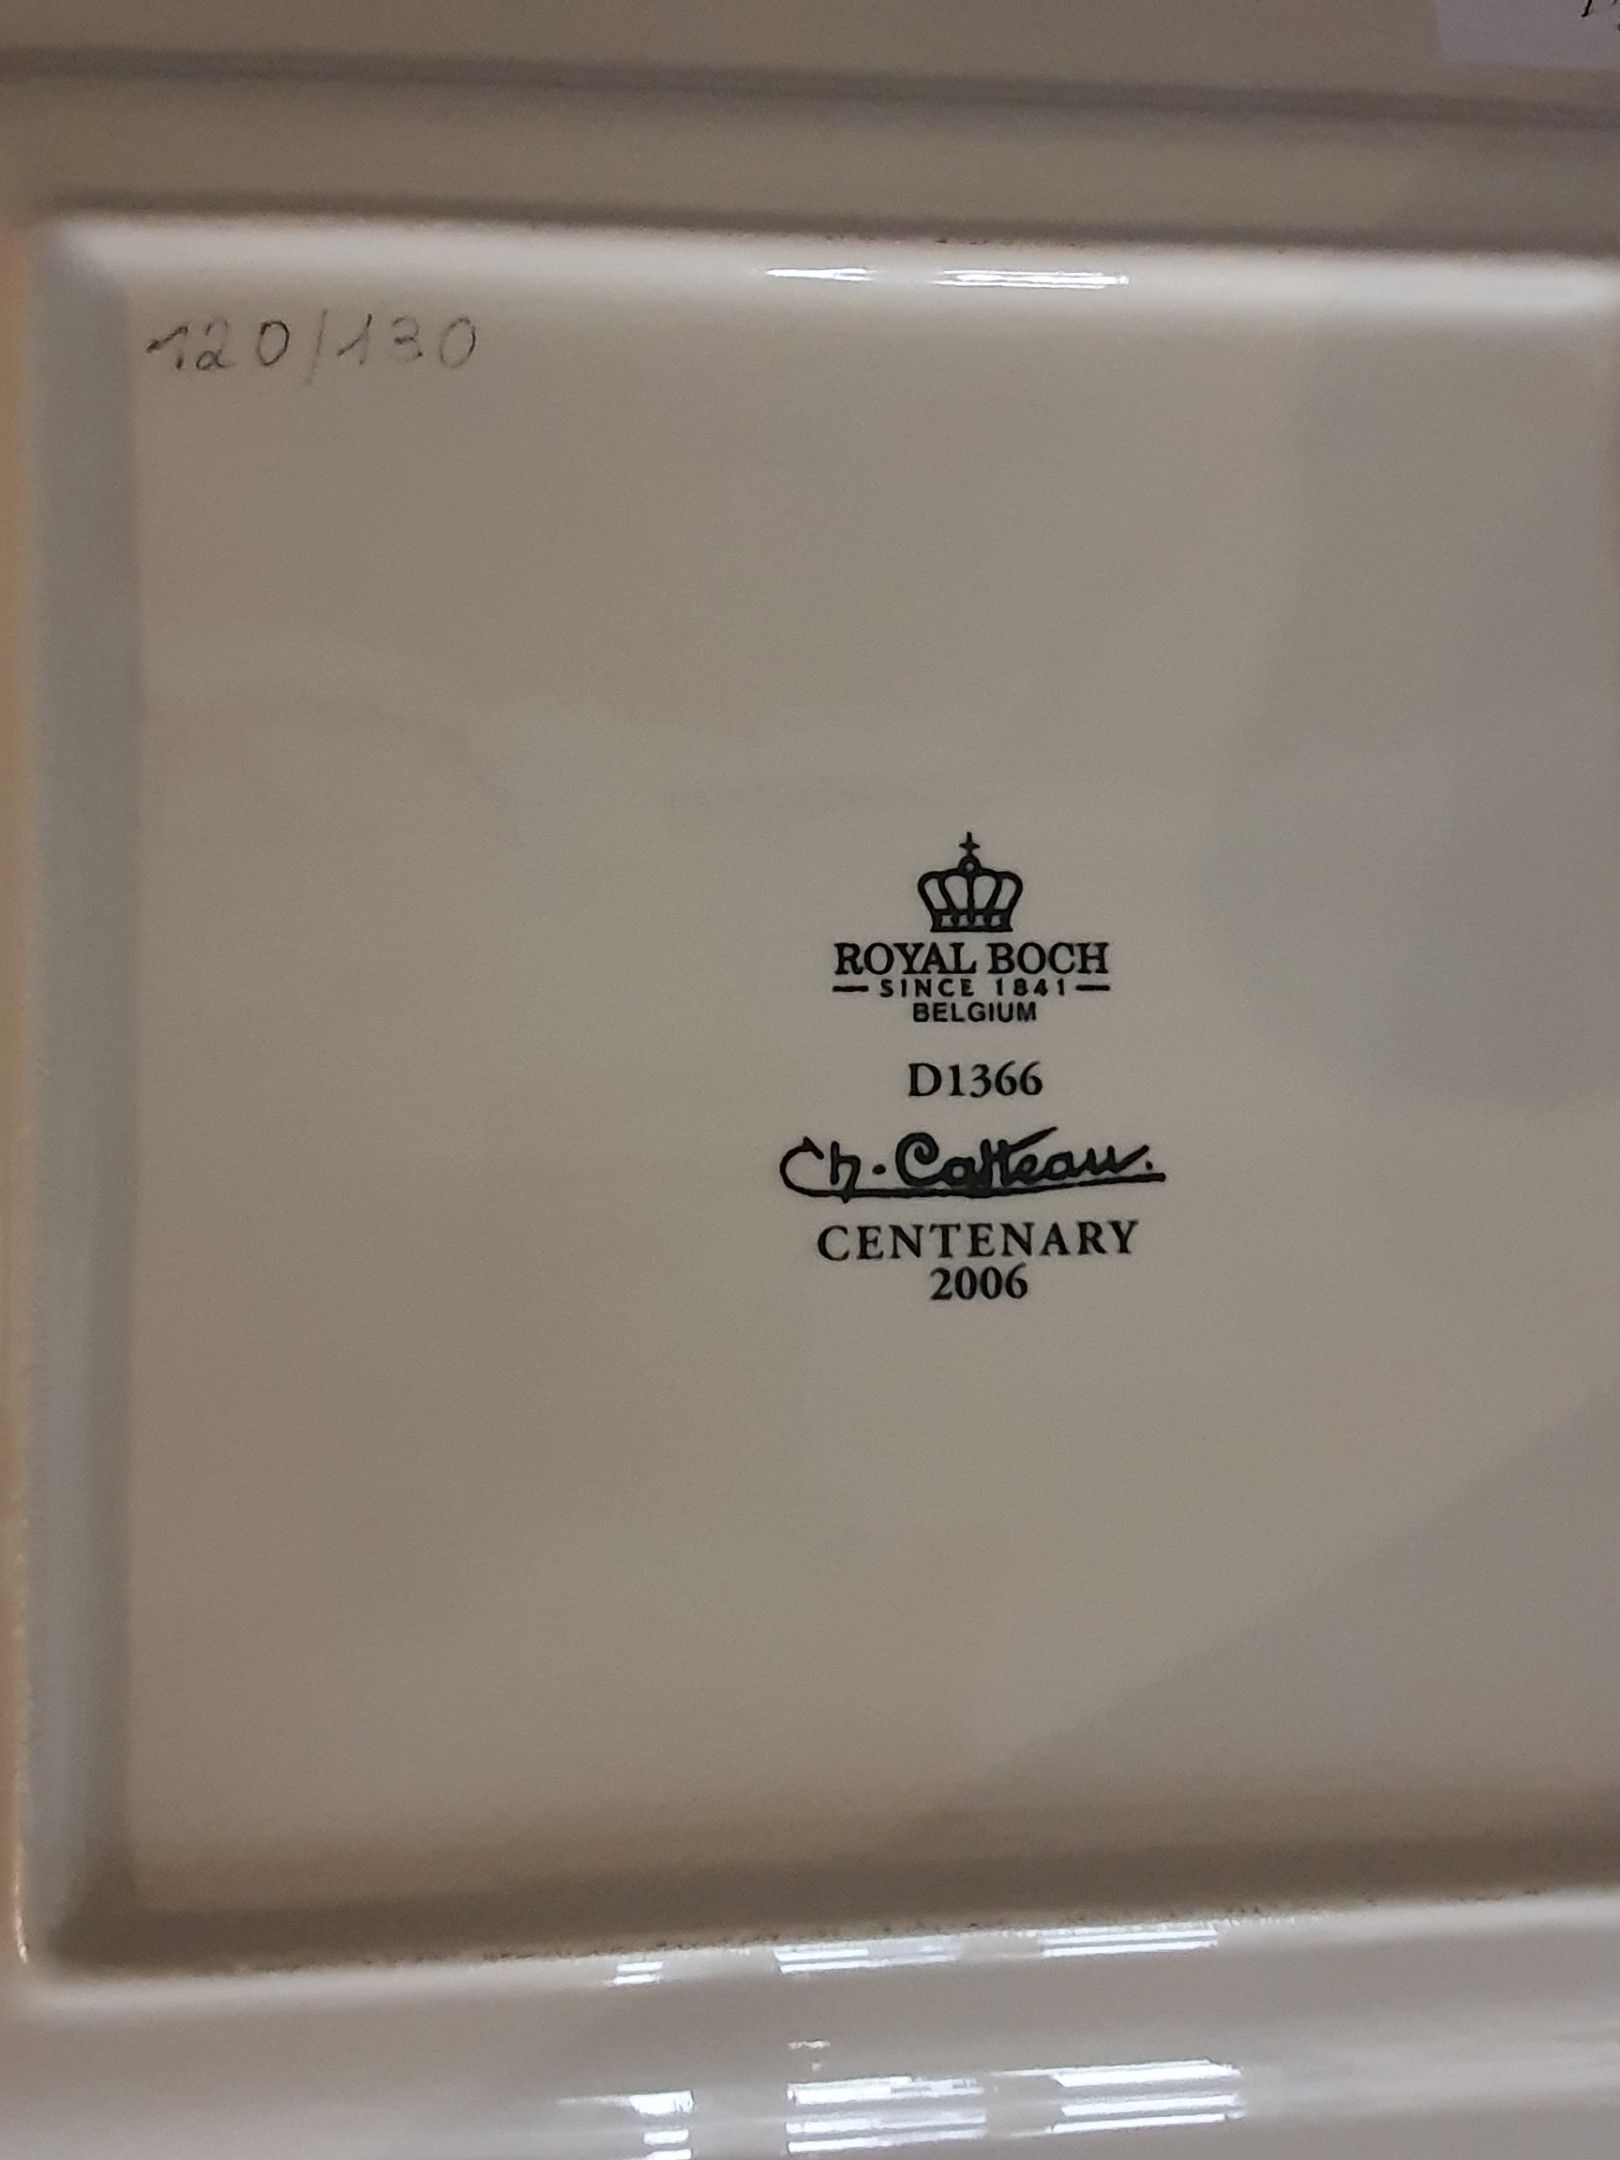 120/130
ROYAL BOCH
SINCE 1841
BELGIUM
D1366
Ch. Catteau.
CENTENARY
2006